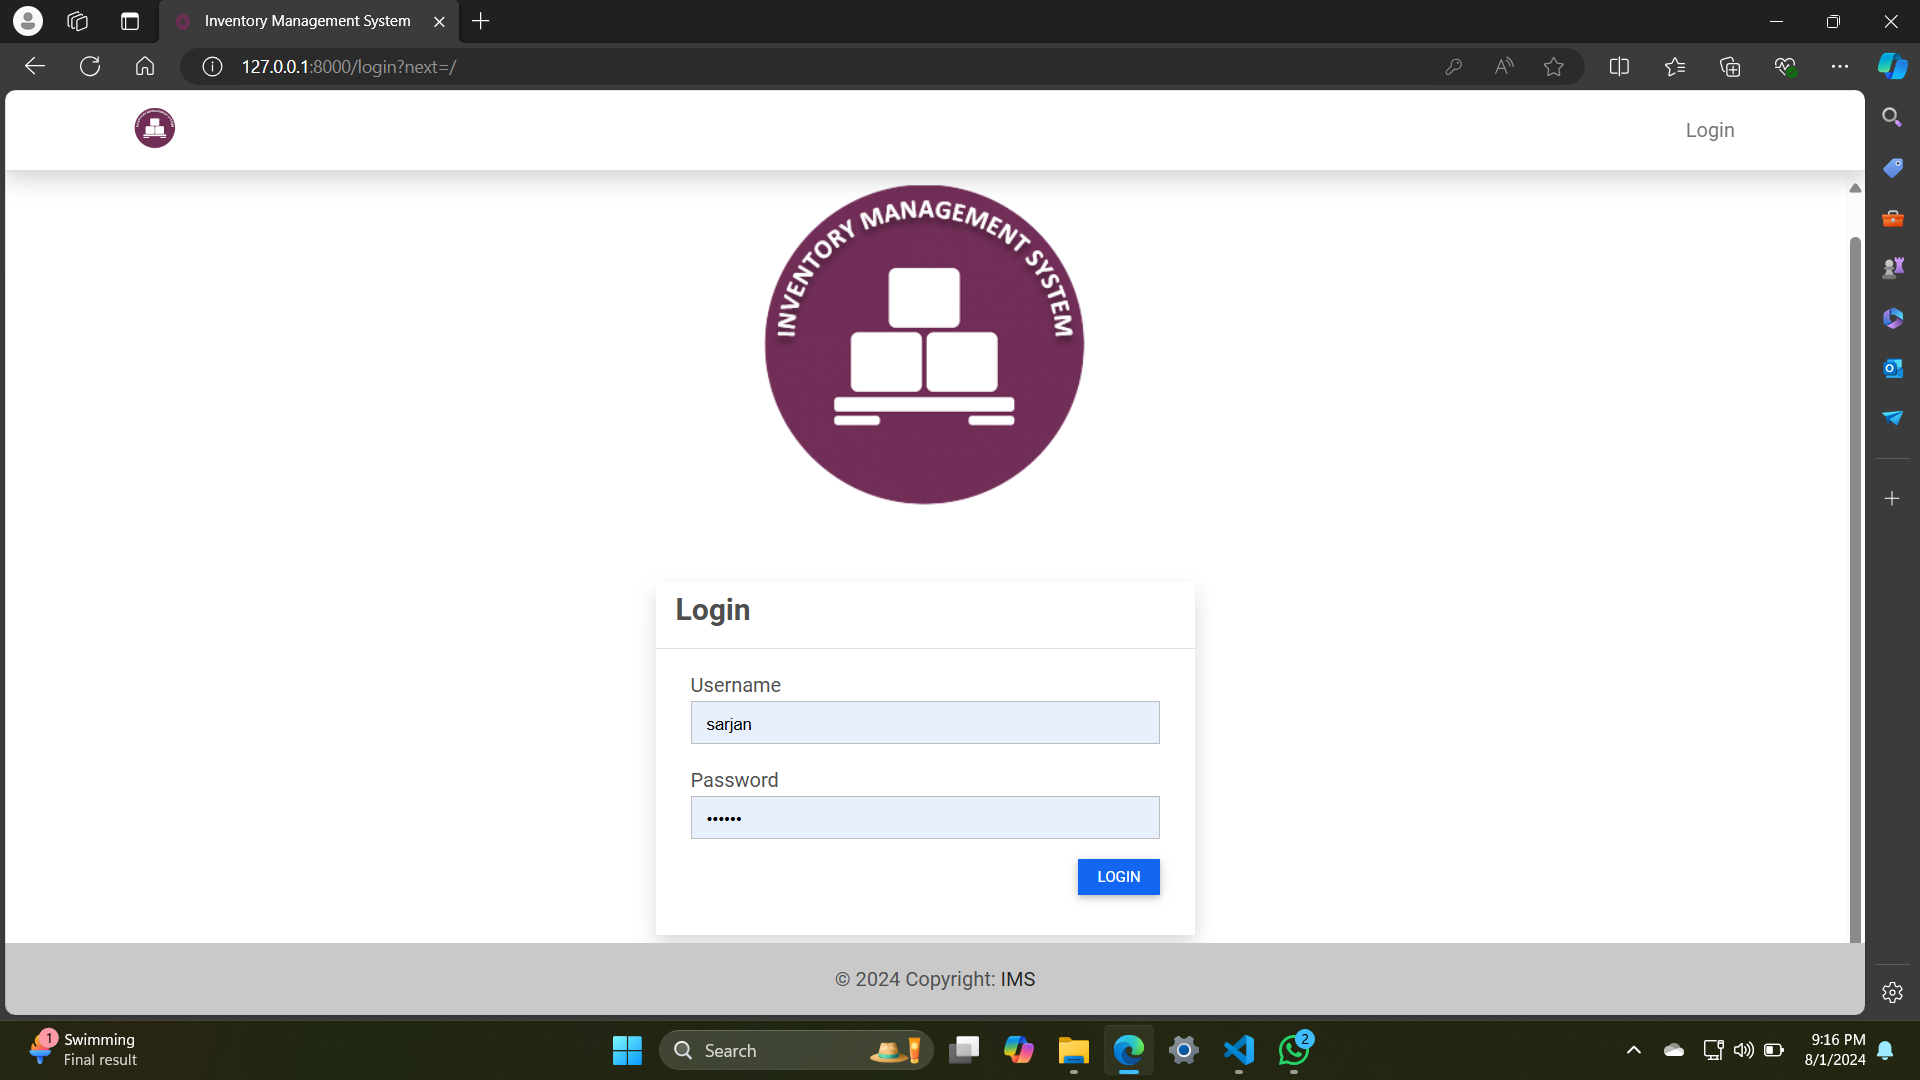 Inventory Management System
127.0.0.1:8000/login?next=/
Login
INVENTORY MANAGEMENT SYSTEM
Login
Username
sarjan
Password
••••••
LOGIN
© 2024 Copyright: IMS
1
Swimming
Final result
Search
2
9:16 PM
8/1/2024